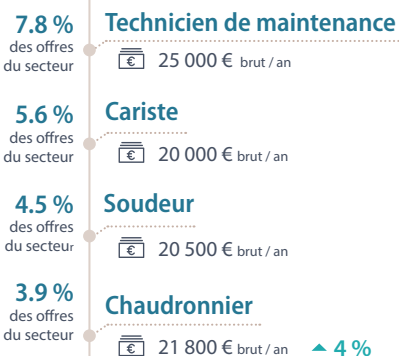 7.8 %
des offres
du secteur
Technicien de maintenance
€ 25 000 € brut / an
5.6 %
des offres
du secteur
Cariste
€ 20 000 € brut / an
4.5 %
des offres
du secteur
Soudeur
€ 20 500 € brut / an
3.9 %
des offres
du secteur
Chaudronnier
€ 21 800 € brut / an 4 %